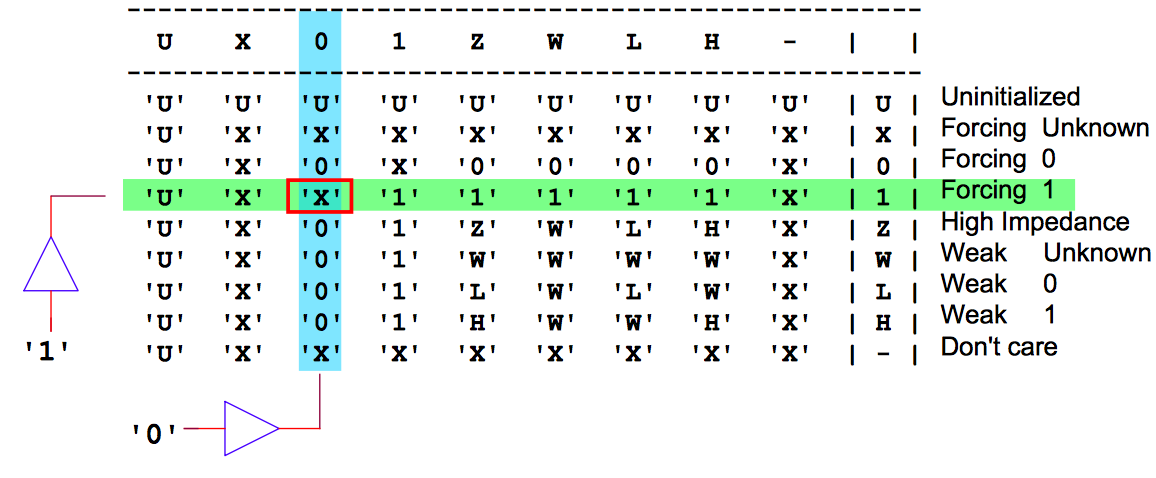 U X 0 1 Z W L H - | |
'U' 'U' 'U' 'U' 'U' 'U' 'U' 'U' 'U' | U | Uninitialized
'U' 'X' 'X' 'X' 'X' 'X' 'X' 'X' 'X' | X | Forcing Unknown
'U' 'X' '0' 'X' '0' '0' '0' '0' 'X' | 0 | Forcing 0
'U' 'X' 'X' '1' '1' '1' '1' '1' 'X' | 1 | Forcing 1
'U' 'X' '0' '1' 'Z' 'W' 'L' 'H' 'X' | Z | High Impedance
'U' 'X' '0' '1' 'W' 'W' 'W' 'W' 'X' | W | Weak Unknown
'U' 'X' '0' '1' 'L' 'W' 'L' 'W' 'X' | L | Weak 0
'U' 'X' '0' '1' 'H' 'W' 'W' 'H' 'X' | H | Weak 1
'U' 'X' 'X' 'X' 'X' 'X' 'X' 'X' 'X' | - | Don't care
'1'
'0'